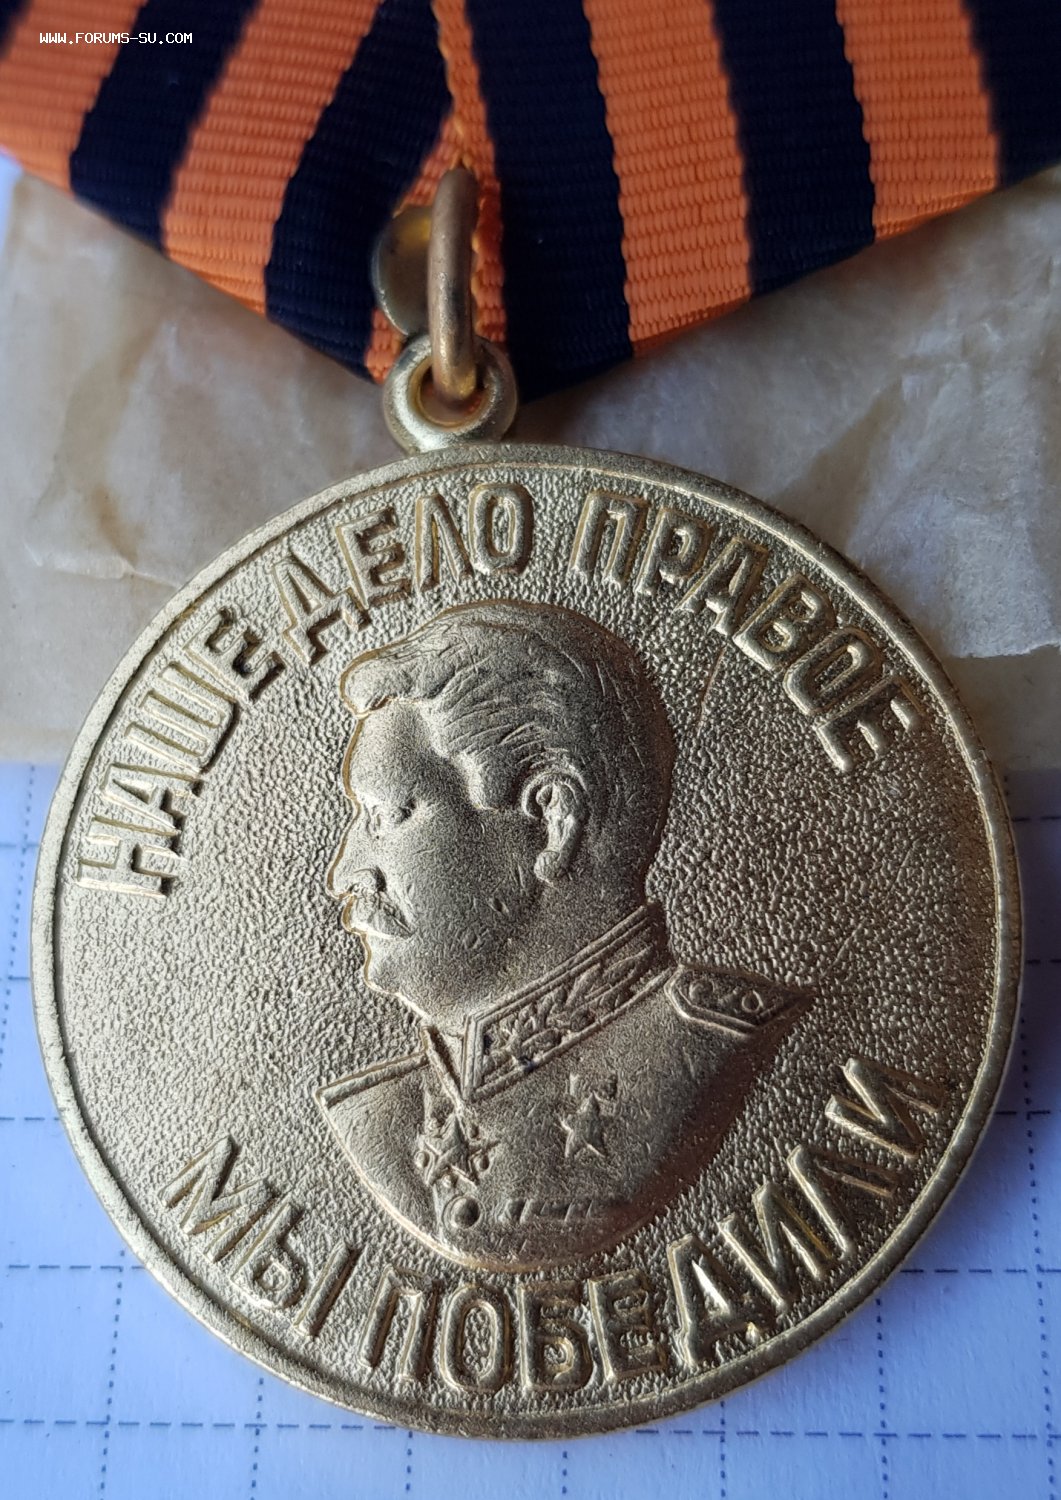 WWW.FORUMS-SU.COM
НАШЕ ДЕЛО ПРАВОЕ
МЫ ПОБЕДИЛИ